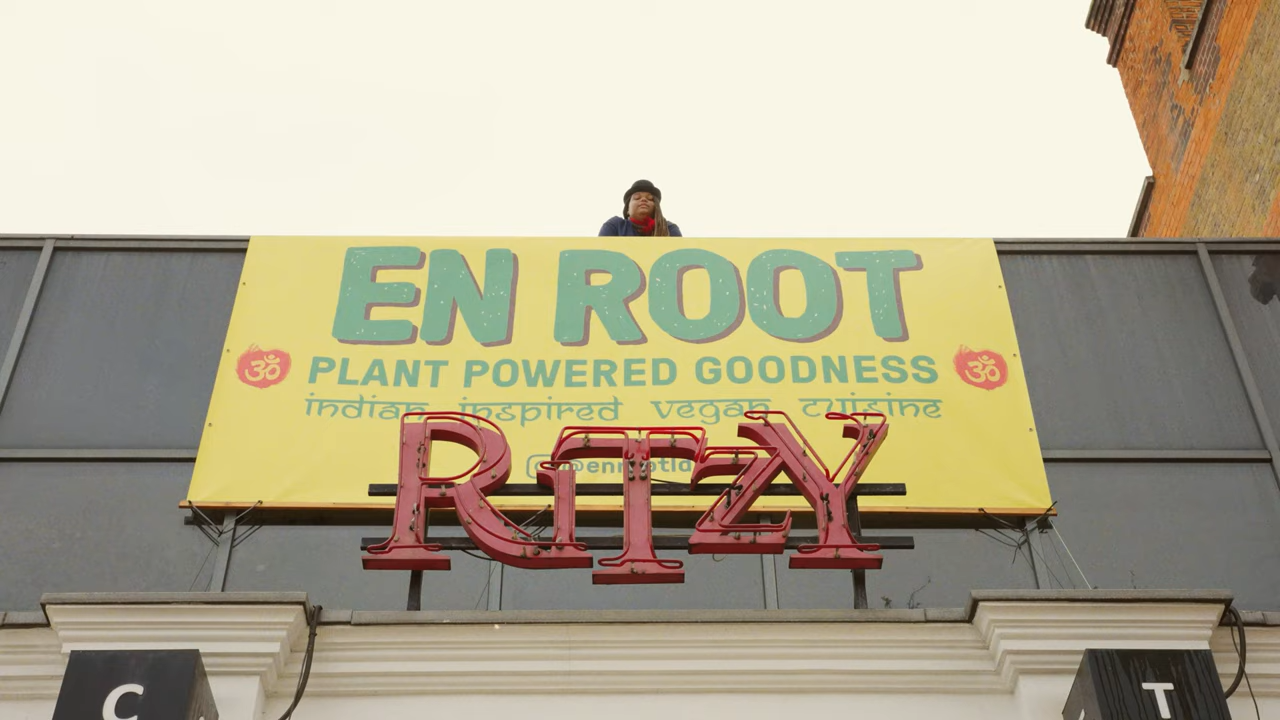 EN ROOT
PLANT POWERED GOODNESS
ॐ ॐ
indian inspired vegan cuisine
RiTZY
C T